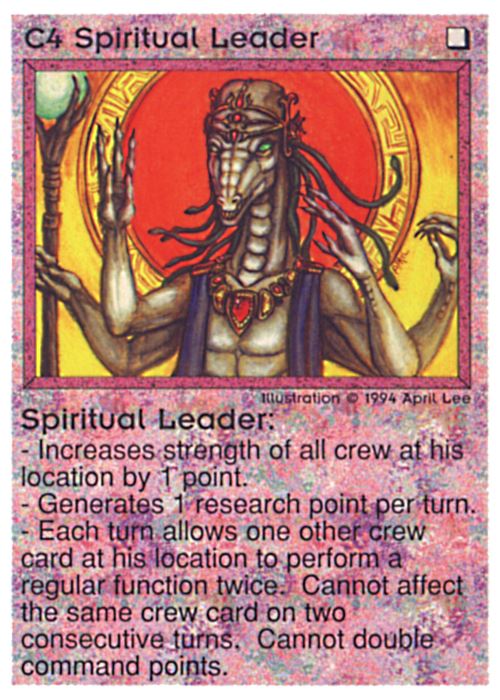 C4 Spiritual Leader
Illustration © 1994 April Lee
Spiritual Leader:
- Increases strength of all crew at his
location by 1 point.
- Generates 1 research point per turn.
- Each turn allows one other crew
card at his location to perform a
regular function twice. Cannot affect
the same crew card on two
consecutive turns. Cannot double
command points.